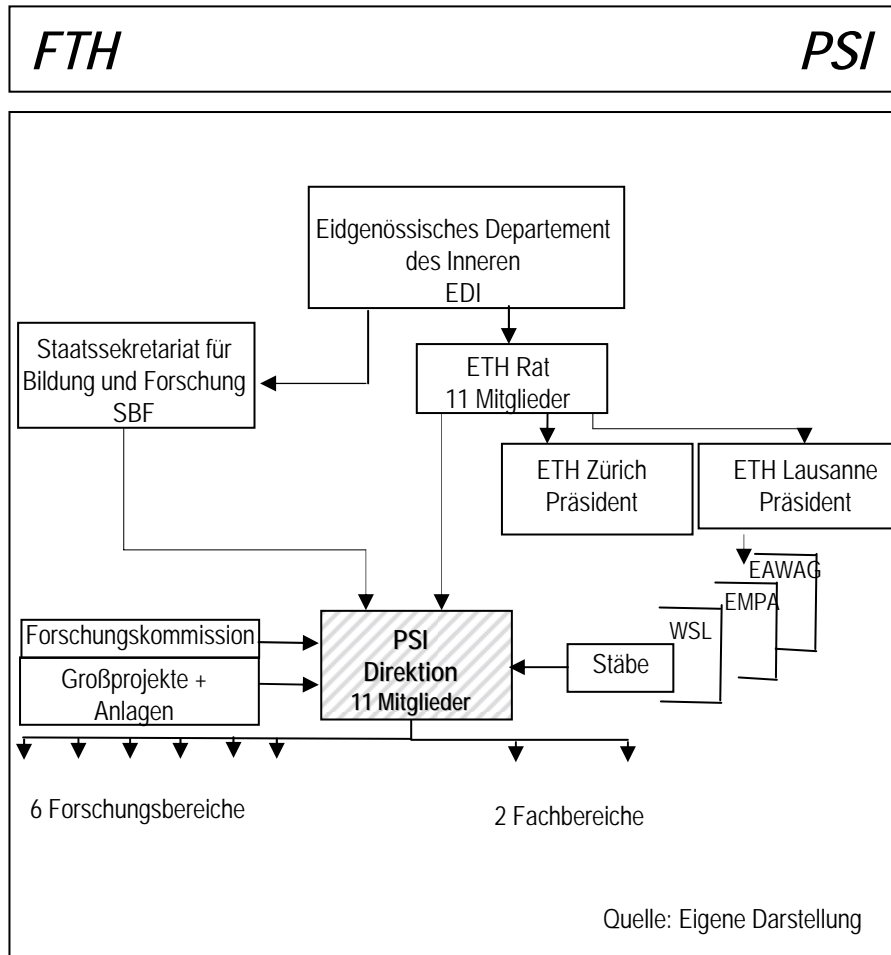 FTH PSI
Eidgenössisches Departement
des Inneren
EDI
Staatssekretariat für
Bildung und Forschung
SBF
ETH Rat
11 Mitglieder
ETH Zürich
Präsident
ETH Lausanne
Präsident
EAWAG
EMPA
WSL
Forschungskommission
Großprojekte +
Anlagen
PSI
Direktion
11 Mitglieder
Stäbe
6 Forschungsbereiche
2 Fachbereiche
Quelle: Eigene Darstellung